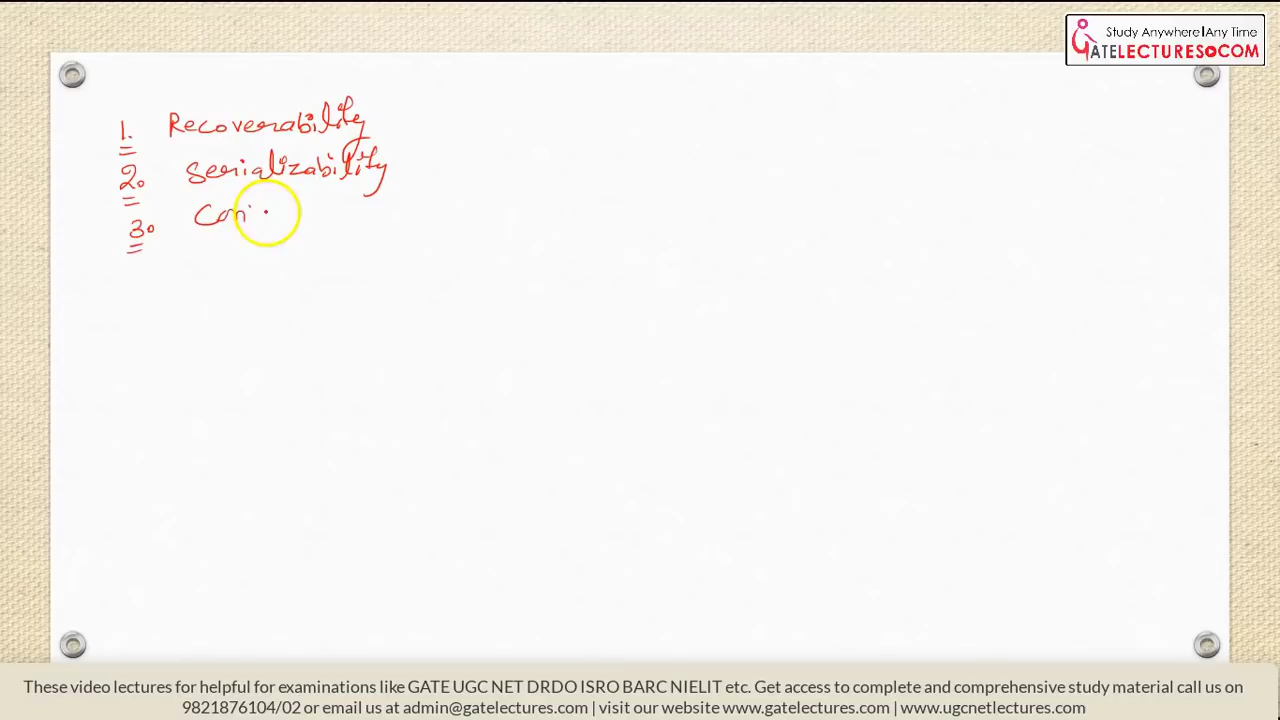 Study Anywhere|Any Time
GATELECTURES.COM
1. Recoverability
2. Serializability
3. Con
These video lectures for helpful for examinations like GATE UGC NET DRDO ISRO BARC NIELIT etc. Get access to complete and comprehensive study material call us on
9821876104/02 or email us at admin@gatelectures.com | visit our website www.gatelectures.com | www.ugcnetlectures.com